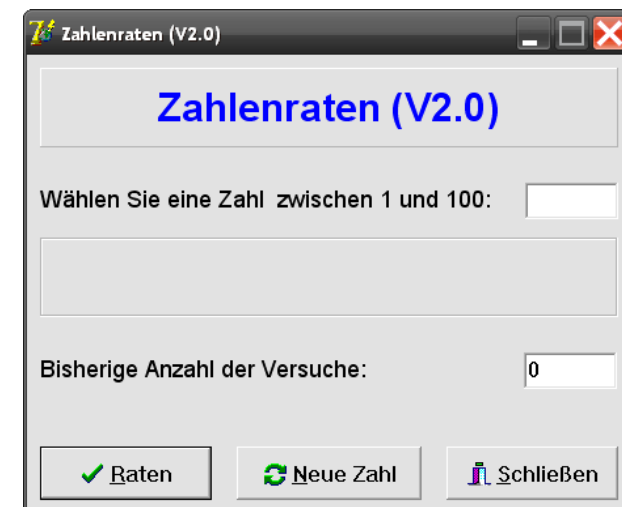 Zahlenraten (V2.0)
Zahlenraten (V2.0)
Wählen Sie eine Zahl zwischen 1 und 100:
Bisherige Anzahl der Versuche: 0
Raten Neue Zahl Schließen